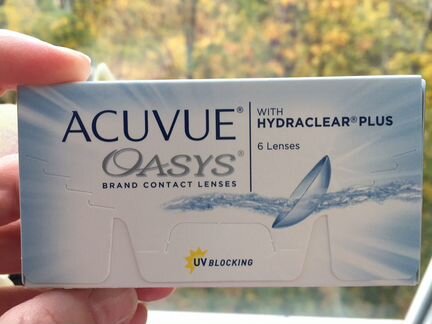 ACUVUE®
OASYS®
BRAND CONTACT LENSES
WITH
HYDRACLEAR® PLUS
6 Lenses
UV BLOCKING